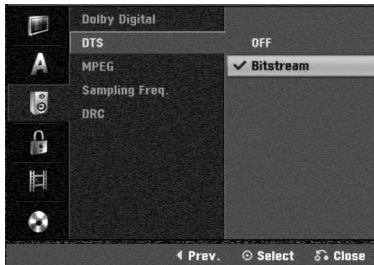 Dolby Digital
DTS
OFF
MPEG
✓ Bitstream
A
Sampling Freq.
DRC
Prev.
Select
Close